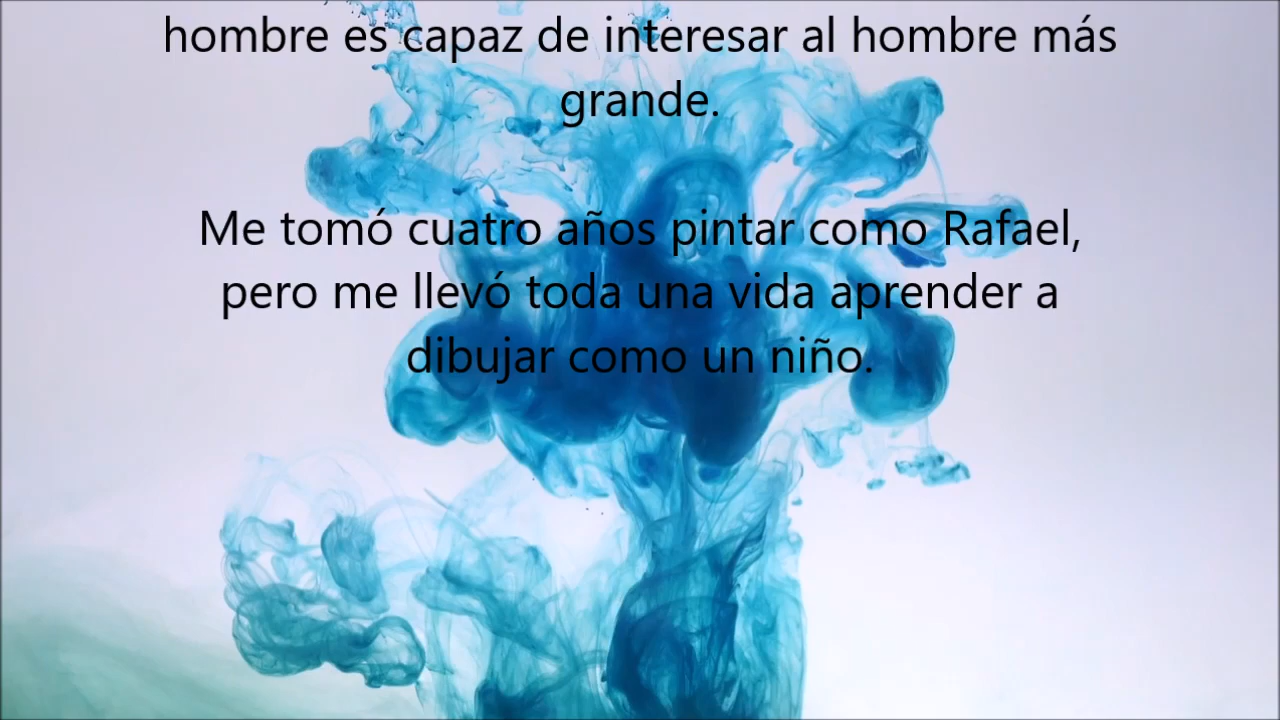 hombre es capaz de interesar al hombre más
grande.
Me tomó cuatro años pintar como Rafael,
pero me llevó toda una vida aprender a
dibujar como un niño.